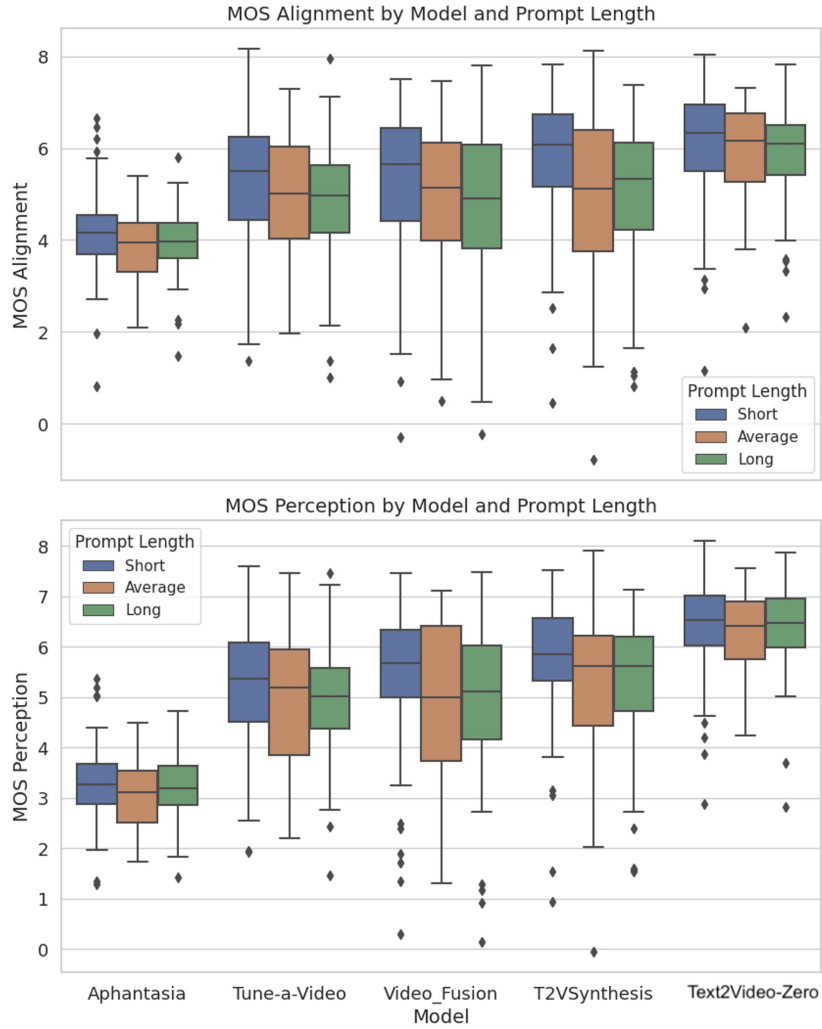 MOS Alignment by Model and Prompt Length
MOS Alignment
8
6
4
2
0
Prompt Length
Short
Average
Long
MOS Perception by Model and Prompt Length
MOS Perception
8
7
6
5
4
3
2
1
0
Prompt Length
Short
Average
Long
Aphantasia Tune-a-Video Video_Fusion T2VSynthesis Text2Video-Zero
Model